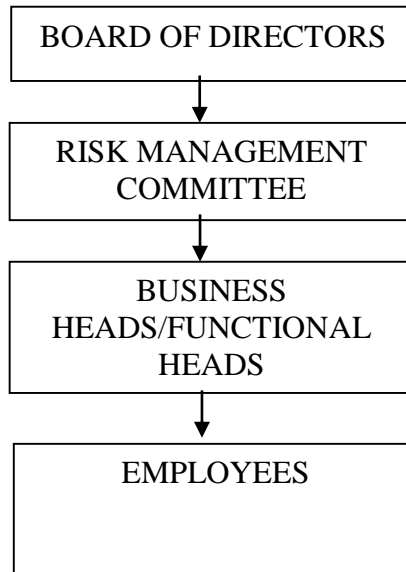 BOARD OF DIRECTORS
RISK MANAGEMENT
COMMITTEE
BUSINESS
HEADS/FUNCTIONAL
HEADS
EMPLOYEES